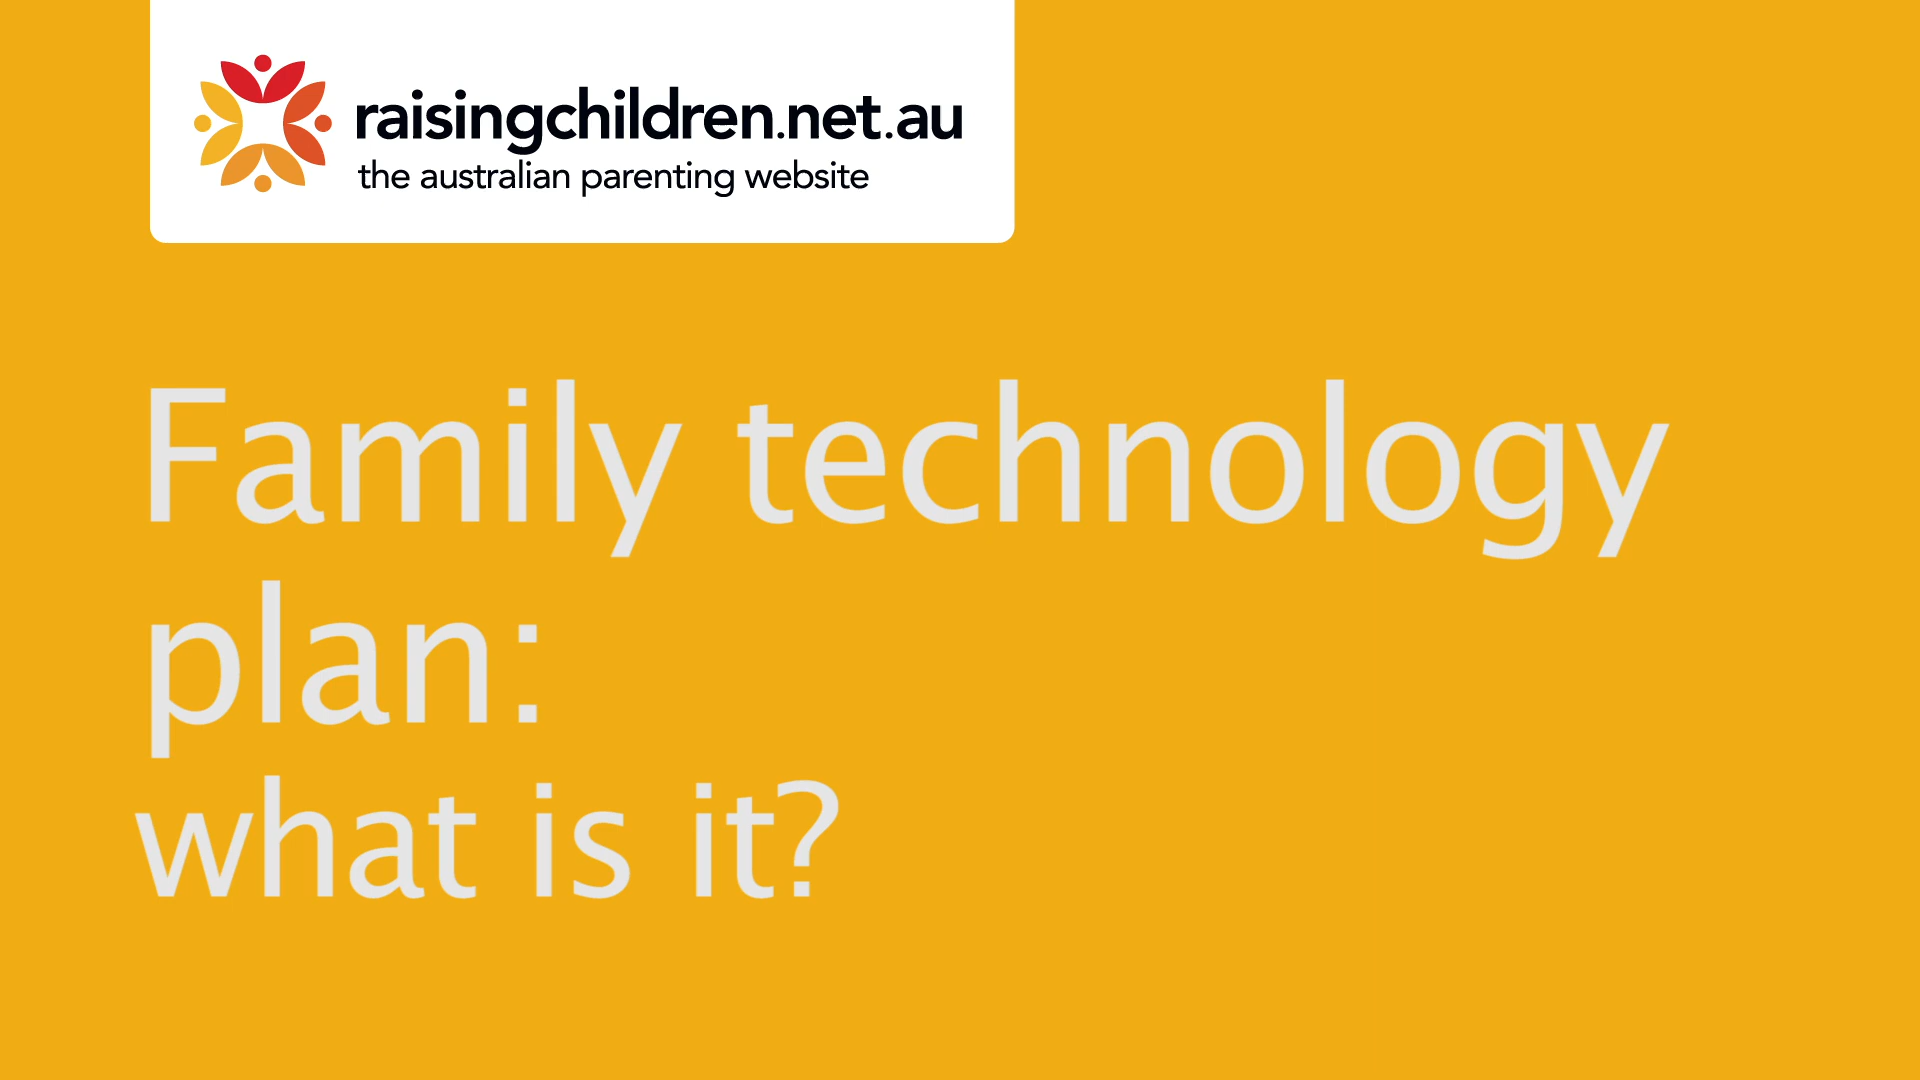 raisingchildren.net.au
the australian parenting website
Family technology
plan:
what is it?